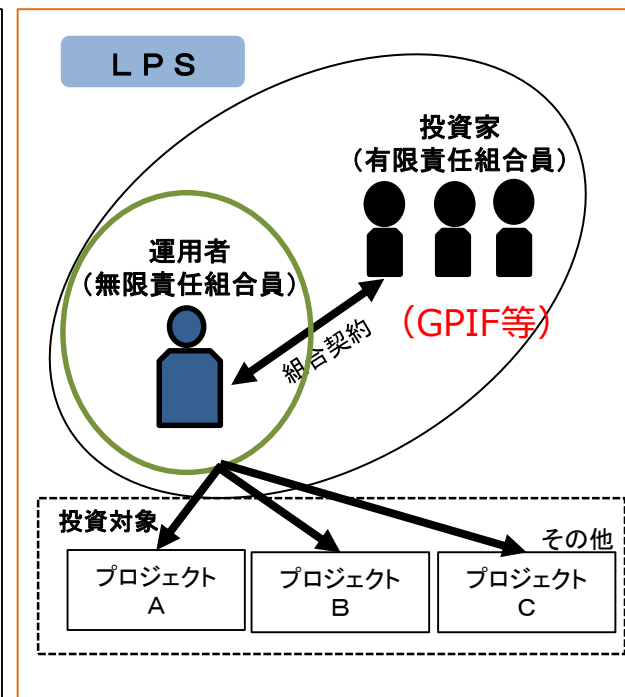 ＬＰＳ
投資家
（有限責任組合員）
運用者
（無限責任組合員）
（GPIF等）
組合契約
投資対象
その他
プロジェクト
Ａ
プロジェクト
Ｂ
プロジェクト
Ｃ